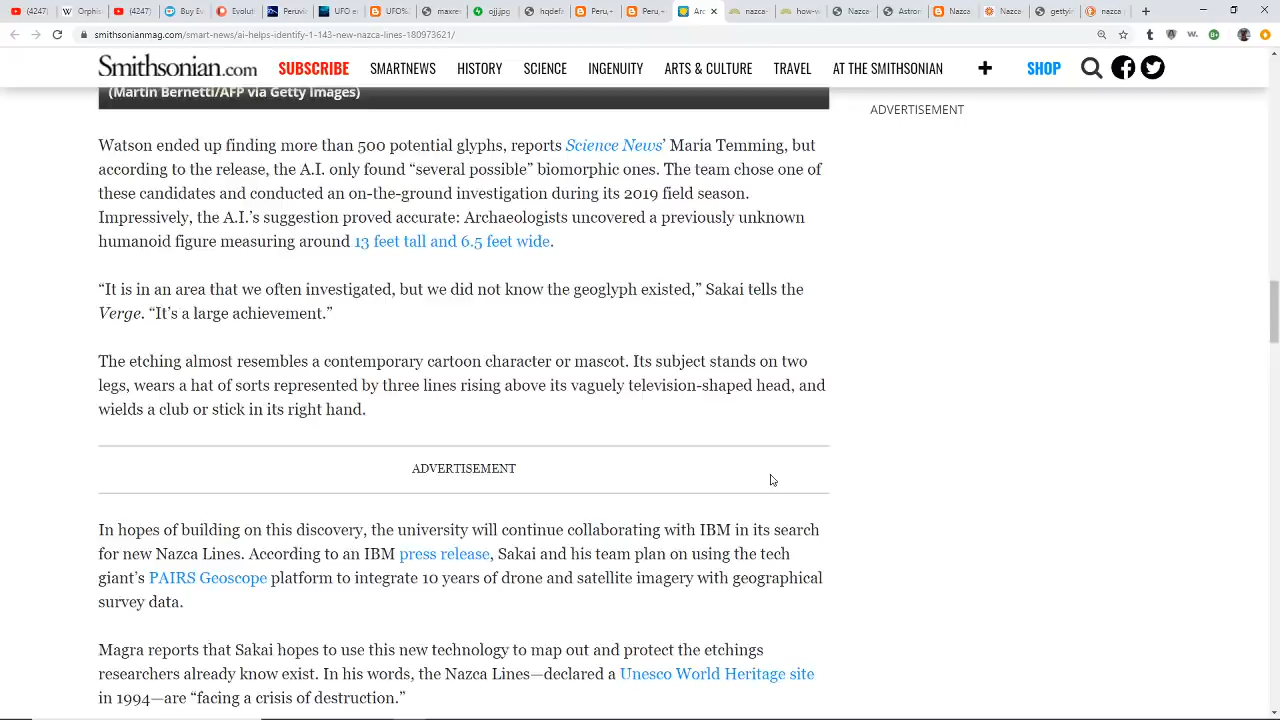 (4247
Orphis
(4247
Buy Ec
Evolut
Peruvi
UFO e
UFO%
maxre
ojj.jpg
hqdefa
Peru,+
Peru,+
Arc
nazca-
how-v
Nazca
Astror
Nazca
Nazca
gettyi
nazca
smithsonianmag.com/smart-news/ai-helps-identify-1-143-new-nazca-lines-180973621/
Smithsonian.com SUBSCRIBE SMARTNEWS HISTORY SCIENCE INGENUITY ARTS & CULTURE TRAVEL AT THE SMITHSONIAN + SHOP
(Martin Bernetti/AFP via Getty Images)
ADVERTISEMENT
Watson ended up finding more than 500 potential glyphs, reports Science News’ Maria Temming, but
according to the release, the A.I. only found “several possible” biomorphic ones. The team chose one of
these candidates and conducted an on-the-ground investigation during its 2019 field season.
Impressively, the A.I.’s suggestion proved accurate: Archaeologists uncovered a previously unknown
humanoid figure measuring around 13 feet tall and 6.5 feet wide.
“It is in an area that we often investigated, but we did not know the geoglyph existed,” Sakai tells the
Verge. “It’s a large achievement.”
The etching almost resembles a contemporary cartoon character or mascot. Its subject stands on two
legs, wears a hat of sorts represented by three lines rising above its vaguely television-shaped head, and
wields a club or stick in its right hand.
ADVERTISEMENT
In hopes of building on this discovery, the university will continue collaborating with IBM in its search
for new Nazca Lines. According to an IBM press release, Sakai and his team plan on using the tech
giant’s PAIRS Geoscope platform to integrate 10 years of drone and satellite imagery with geographical
survey data.
Magra reports that Sakai hopes to use this new technology to map out and protect the etchings
researchers already know exist. In his words, the Nazca Lines—declared a Unesco World Heritage site
in 1994—are “facing a crisis of destruction.”